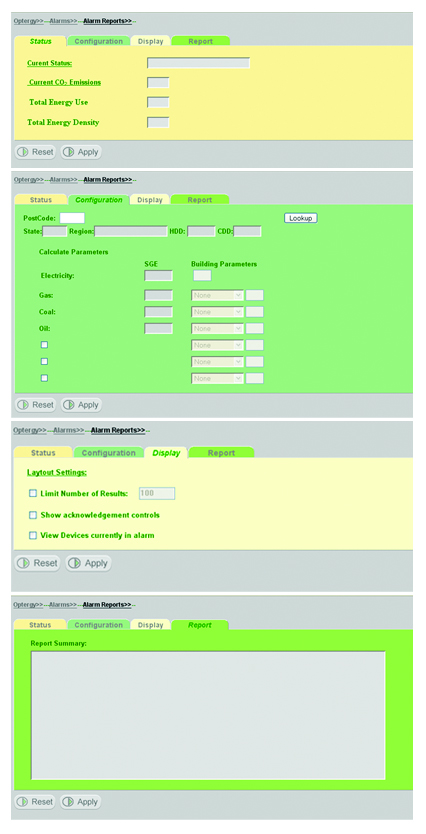 Optergy>>--Alarms>>--Alarm Reports>>--
Status Configuration Display Report
Curent Status:
Current CO2 Emissions
Total Energy Use
Total Energy Density
Reset Apply
Optergy>>--Alarms>>--Alarm Reports>>--
Status Configuration Display Report
PostCode: Lookup
State: Region: HDD: CDD:
Calculate Parameters
SGE Building Parameters
Electricity:
Gas: None
Coal: None
Oil: None
None
None
None
Reset Apply
Optergy>>--Alarms>>--Alarm Reports>>--
Status Configuration Display Report
Laytout Settings:
Limit Number of Results: 100
Show acknowledgement controls
View Devices currently in alarm
Reset Apply
Optergy>>--Alarms>>--Alarm Reports>>--
Status Configuration Display Report
Report Summary:
Reset Apply